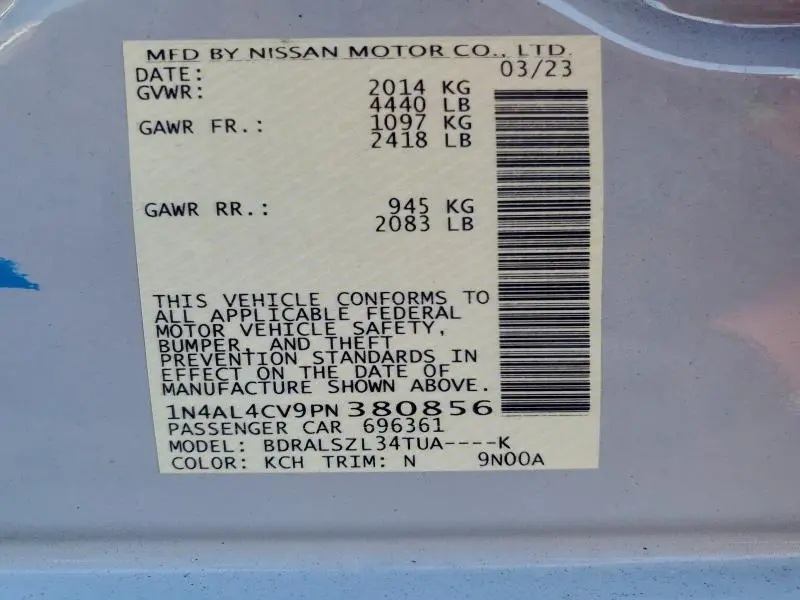 MFD BY NISSAN MOTOR CO., LTD.
DATE: 03/23
GVWR: 2014 KG
4440 LB
GAWR FR.: 1097 KG
2418 LB
GAWR RR.: 945 KG
2083 LB
THIS VEHICLE CONFORMS TO
ALL APPLICABLE FEDERAL
MOTOR VEHICLE SAFETY,
BUMPER, AND THEFT
PREVENTION STANDARDS IN
EFFECT ON THE DATE OF
MANUFACTURE SHOWN ABOVE.
1N4AL4CV9PN 380856
PASSENGER CAR 696361
MODEL: BDRALSZL34TUA----K
COLOR: KCH TRIM: N 9N00A